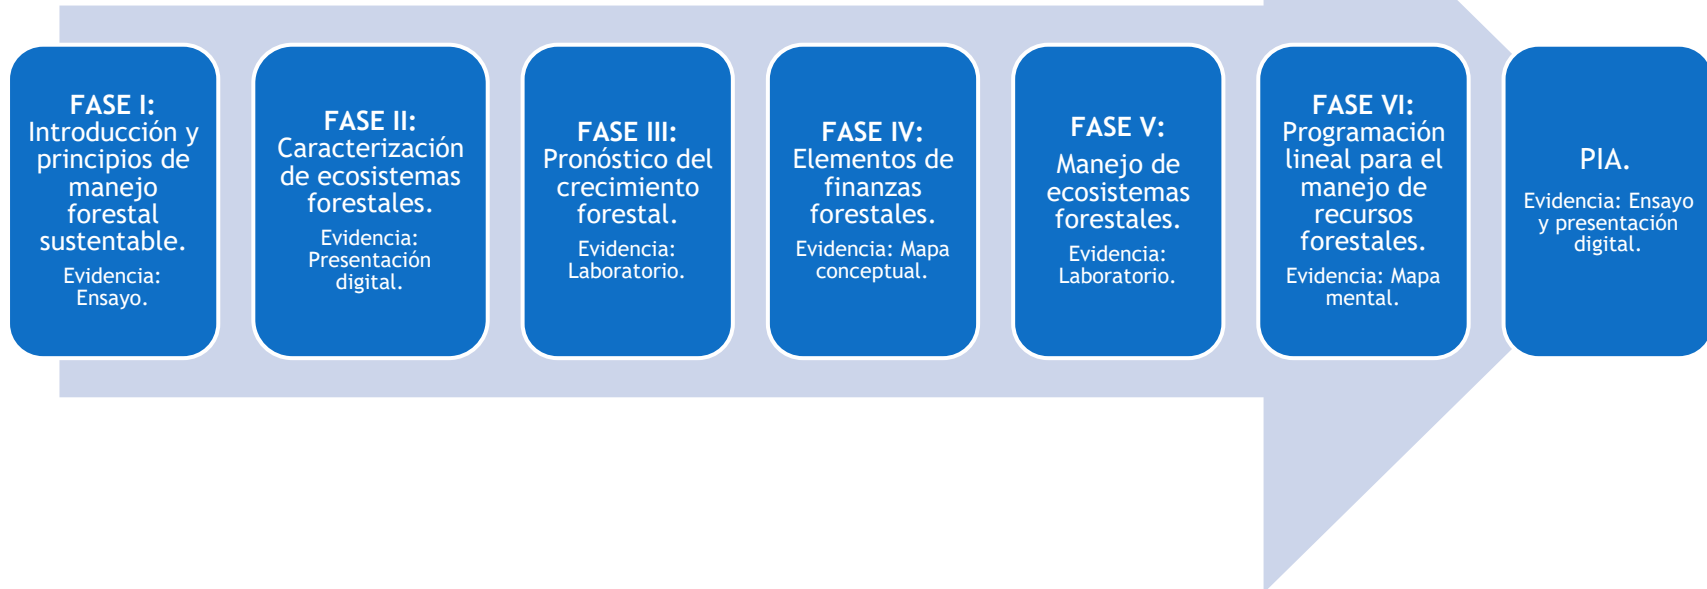 FASE I:
Introducción y
principios de
manejo
forestal
sustentable.
Evidencia:
Ensayo.
FASE II:
Caracterización
de ecosistemas
forestales.
Evidencia:
Presentación
digital.
FASE III:
Pronóstico del
crecimiento
forestal.
Evidencia:
Laboratorio.
FASE IV:
Elementos de
finanzas
forestales.
Evidencia: Mapa
conceptual.
FASE V:
Manejo de
ecosistemas
forestales.
Evidencia:
Laboratorio.
FASE VI:
Programación
lineal para el
manejo de
recursos
forestales.
Evidencia: Mapa
mental.
PIA.
Evidencia: Ensayo
y presentación
digital.